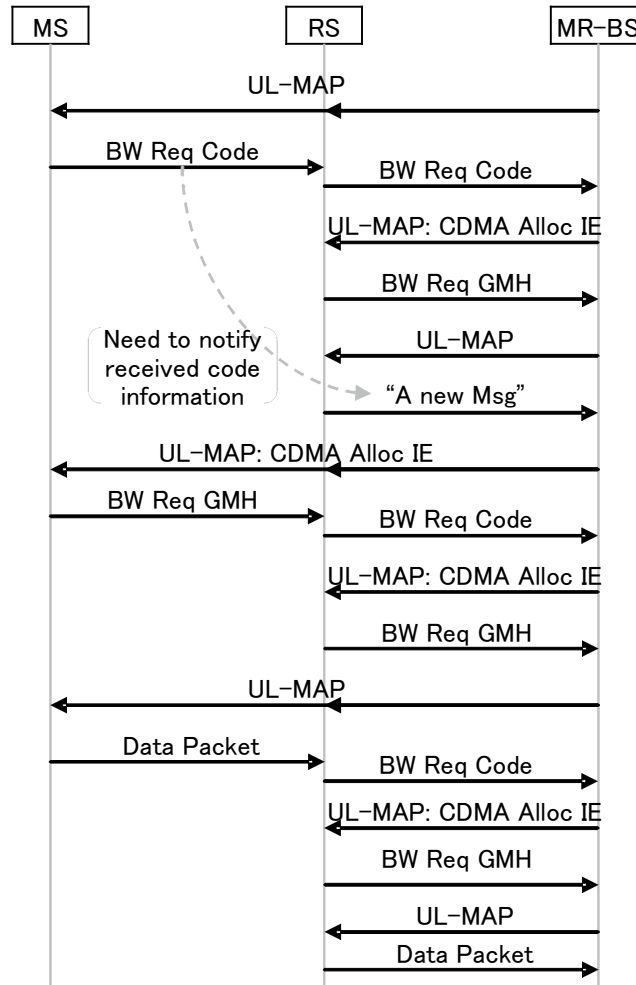 MS
RS
MR-BS
UL-MAP
BW Req Code
BW Req Code
UL-MAP: CDMA Alloc IE
BW Req GMH
Need to notify
received code
information
UL-MAP
“A new Msg”
UL-MAP: CDMA Alloc IE
BW Req GMH
BW Req Code
UL-MAP: CDMA Alloc IE
BW Req GMH
UL-MAP
Data Packet
BW Req Code
UL-MAP: CDMA Alloc IE
BW Req GMH
UL-MAP
Data Packet